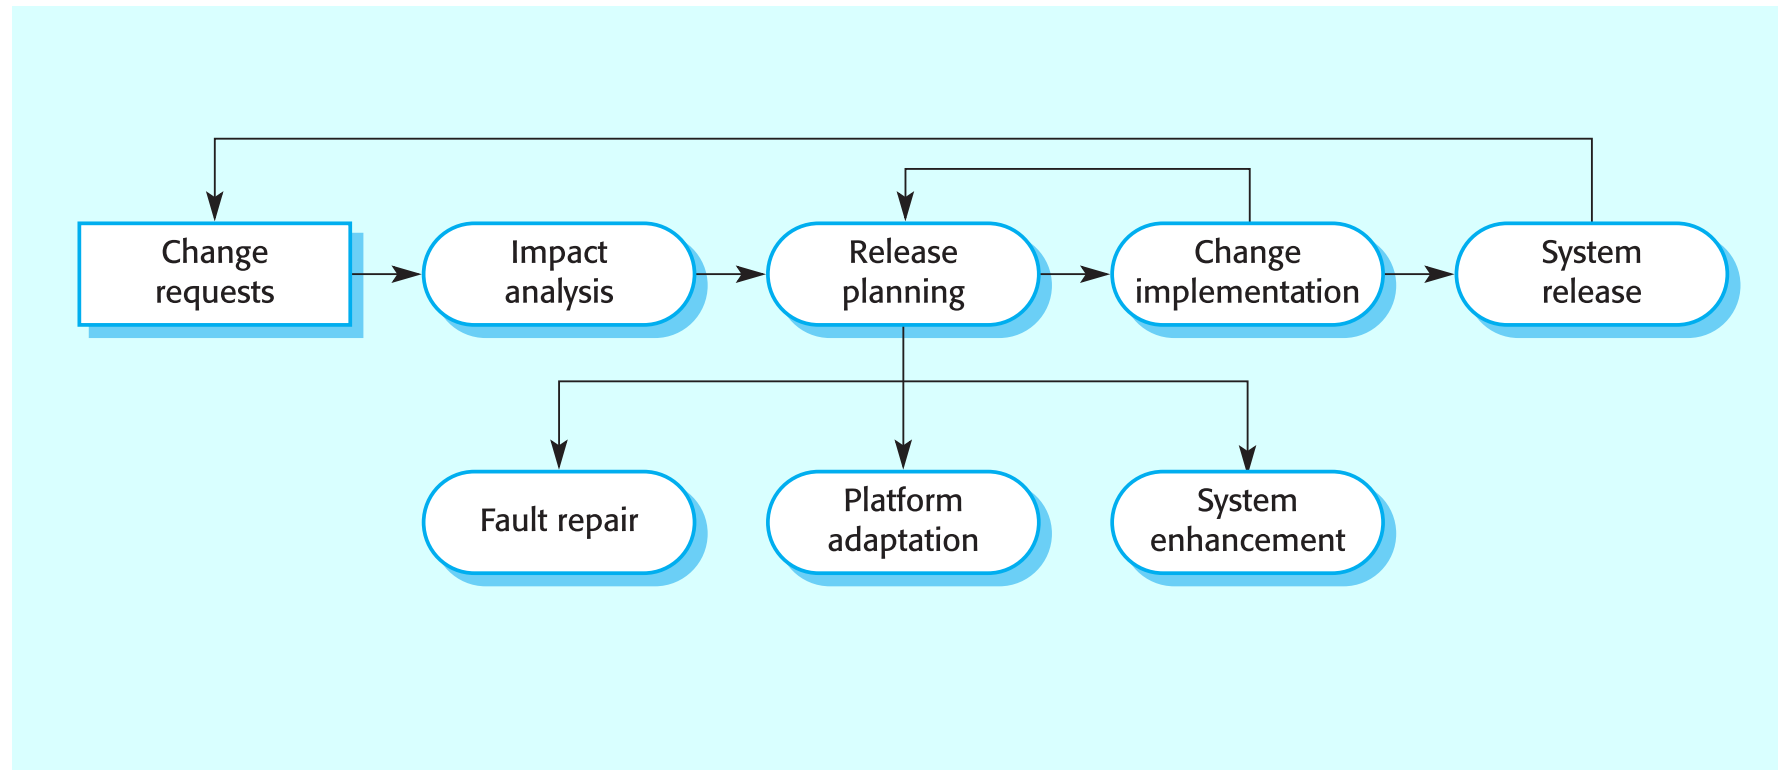 Change
requests
Impact
analysis
Release
planning
Change
implementation
System
release
Fault repair
Platform
adaptation
System
enhancement